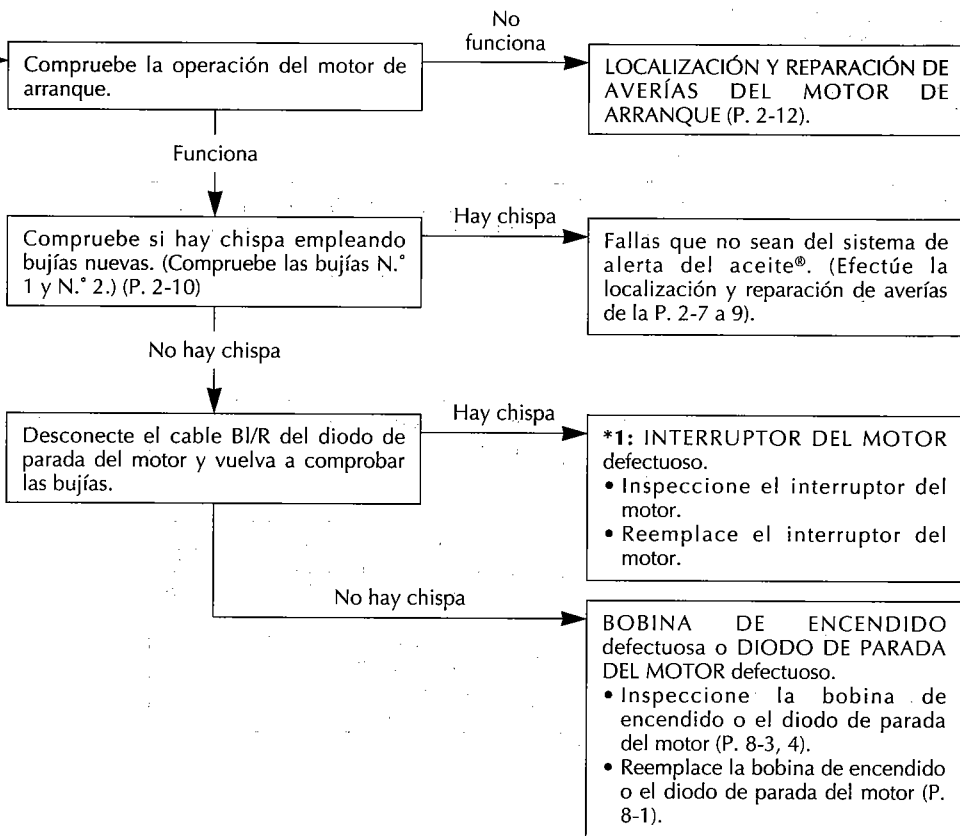 No
funciona
Compruebe la operación del motor de
arranque.
LOCALIZACIÓN Y REPARACIÓN DE
AVERÍAS DEL MOTOR DE
ARRANQUE (P. 2-12).
Funciona
Compruebe si hay chispa empleando
bujías nuevas. (Compruebe las bujías N.°
1 y N.° 2.) (P. 2-10)
Hay chispa
Fallas que no sean del sistema de
alerta del aceite®. (Efectúe la
localización y reparación de averías
de la P. 2-7 a 9).
No hay chispa
Desconecte el cable Bl/R del diodo de
parada del motor y vuelva a comprobar
las bujías.
Hay chispa
*1: INTERRUPTOR DEL MOTOR
defectuoso.
• Inspeccione el interruptor del
motor.
• Reemplace el interruptor del
motor.
No hay chispa
BOBINA DE ENCENDIDO
defectuosa o DIODO DE PARADA
DEL MOTOR defectuoso.
• Inspeccione la bobina de
encendido o el diodo de parada
del motor (P. 8-3, 4).
• Reemplace la bobina de encendido
o el diodo de parada del motor (P.
8-1).